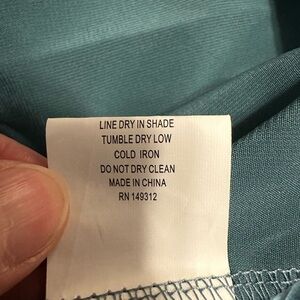 LINE DRY IN SHADE
TUMBLE DRY LOW
COLD IRON
DO NOT DRY CLEAN
MADE IN CHINA
RN 149312